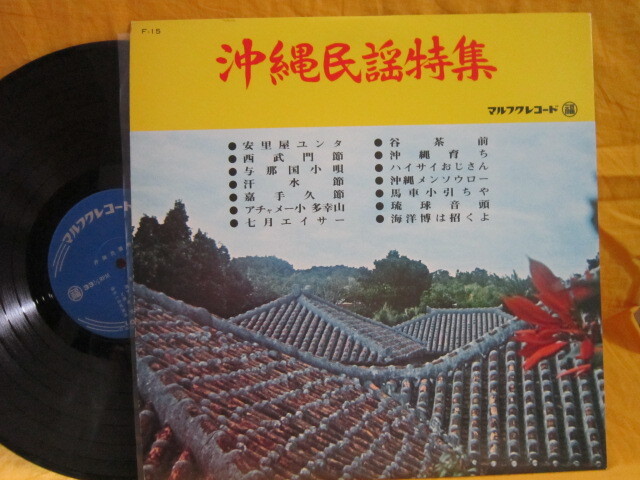 F-15
沖縄民謡特集
マルフクレコード 福
● 安里屋ユンタ
● 西武門節
● 与那国小唄
● 汗水節
● 嘉手久節
● アチャメー小 多幸山
● 七月エイサー
● 谷茶前
● 沖縄育ち
● ハイサイおじさん
● 沖縄メンソウロー
● 馬車小引ちゃ
● 琉球音頭
● 海洋博は招くよ
マルフクレコード